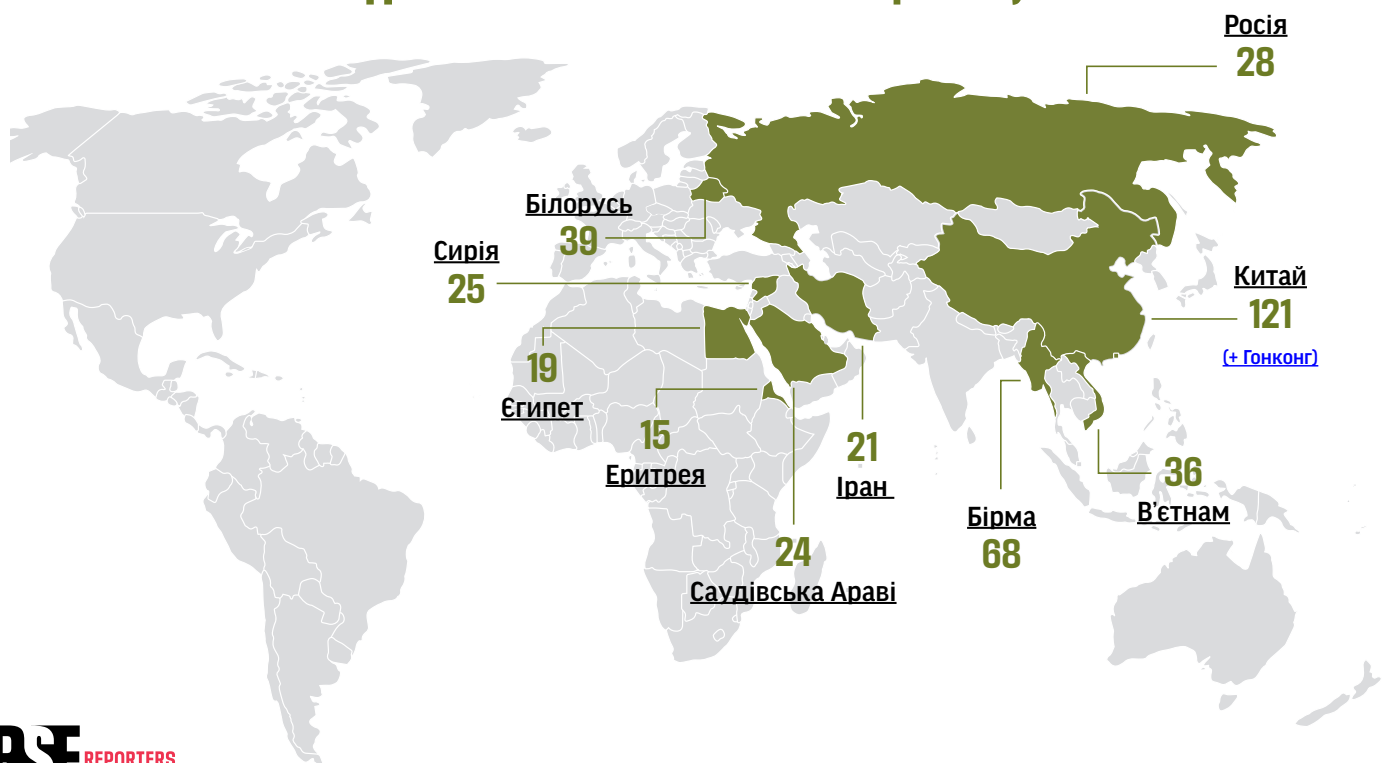 Росія
28
Білорусь
39
Сирія
25
Китай
121
(+ Гонконг)
19
Єгипет
15
Еритрея
21
Іран
24
Саудівська Араві
Бірма
68
36
В'єтнам
RSF REPORTERS